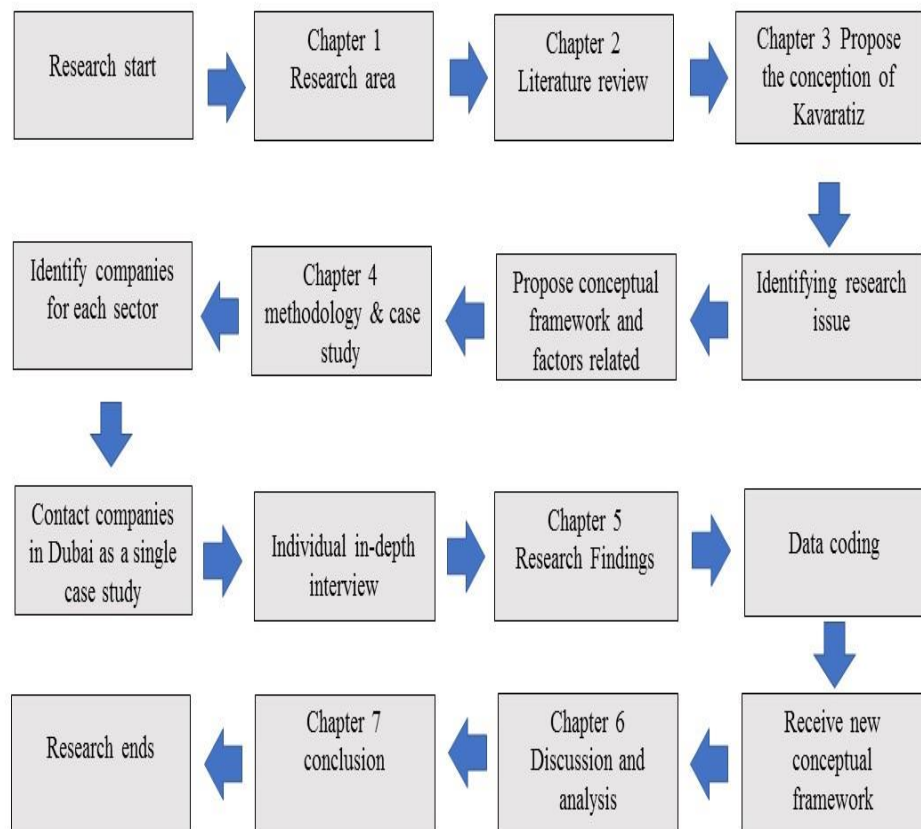 Research start
Chapter 1
Research area
Chapter 2
Literature review
Chapter 3 Propose
the conception of
Kavaratiz
Identifying research
issue
Propose conceptual
framework and
factors related
Chapter 4
methodology & case
study
Identify companies
for each sector
Contact companies
in Dubai as a single
case study
Individual in-depth
interview
Chapter 5
Research Findings
Data coding
Receive new
conceptual
framework
Chapter 6
Discussion and
analysis
Chapter 7
conclusion
Research ends